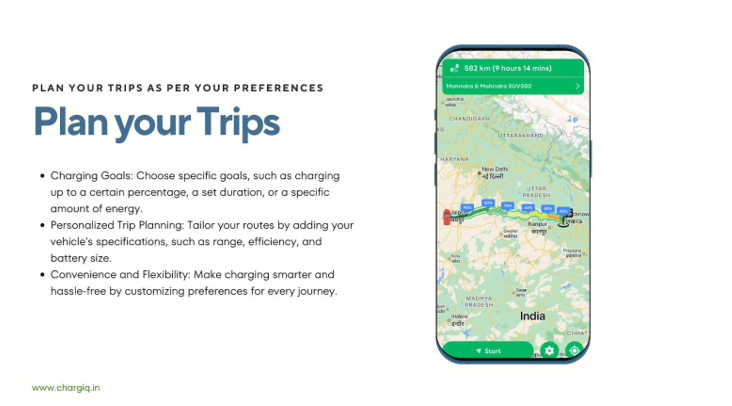 PLAN YOUR TRIPS AS PER YOUR PREFERENCES
Plan your Trips
• Charging Goals: Choose specific goals, such as charging
up to a certain percentage, a set duration, or a specific
amount of energy.
• Personalized Trip Planning: Tailor your routes by adding your
vehicle's specifications, such as range, efficiency, and
battery size.
• Convenience and Flexibility: Make charging smarter and
hassle-free by customizing preferences for every journey.
www.chargiq.in
582 km (9 hours 14 mins)
Mahindra & Mahindra XUV500
CHANDIGARH
UTTARAKHAND
HARYANA
New Delhi
नई दिल्ली
UTTAR
PRADESH
Kanpur
कानपुर
MADHYA
PRADESH
Indore
इंदौर
India
Start